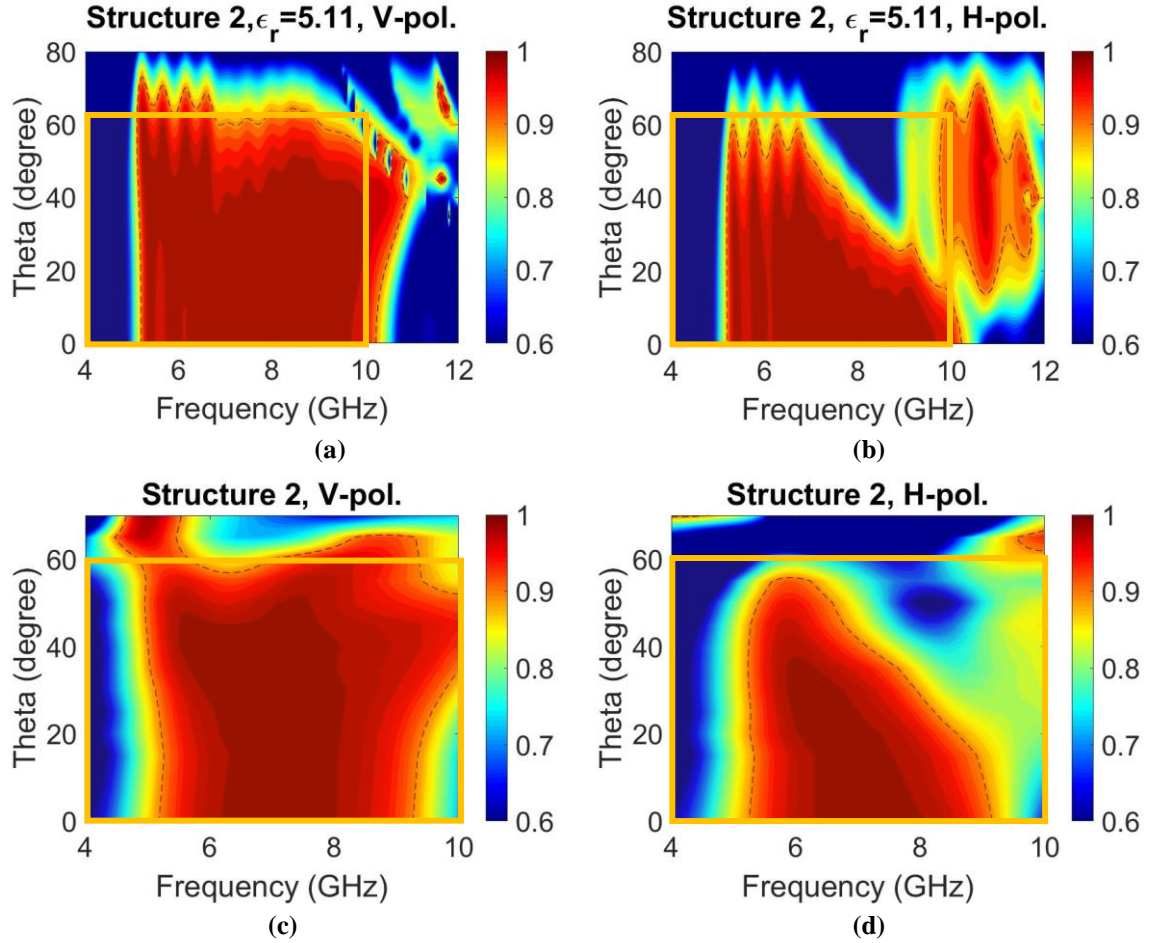 Structure 2,ϵr=5.11, V-pol.
Theta (degree)
80
60
40
20
0
4 6 8 10 12
Frequency (GHz)
1
0.9
0.8
0.7
0.6
(a)
Structure 2, ϵr=5.11, H-pol.
Theta (degree)
80
60
40
20
0
4 6 8 10 12
Frequency (GHz)
1
0.9
0.8
0.7
0.6
(b)
Structure 2, V-pol.
Theta (degree)
60
40
20
0
4 6 8 10
Frequency (GHz)
1
0.9
0.8
0.7
0.6
(c)
Structure 2, H-pol.
Theta (degree)
60
40
20
0
4 6 8 10
Frequency (GHz)
1
0.9
0.8
0.7
0.6
(d)